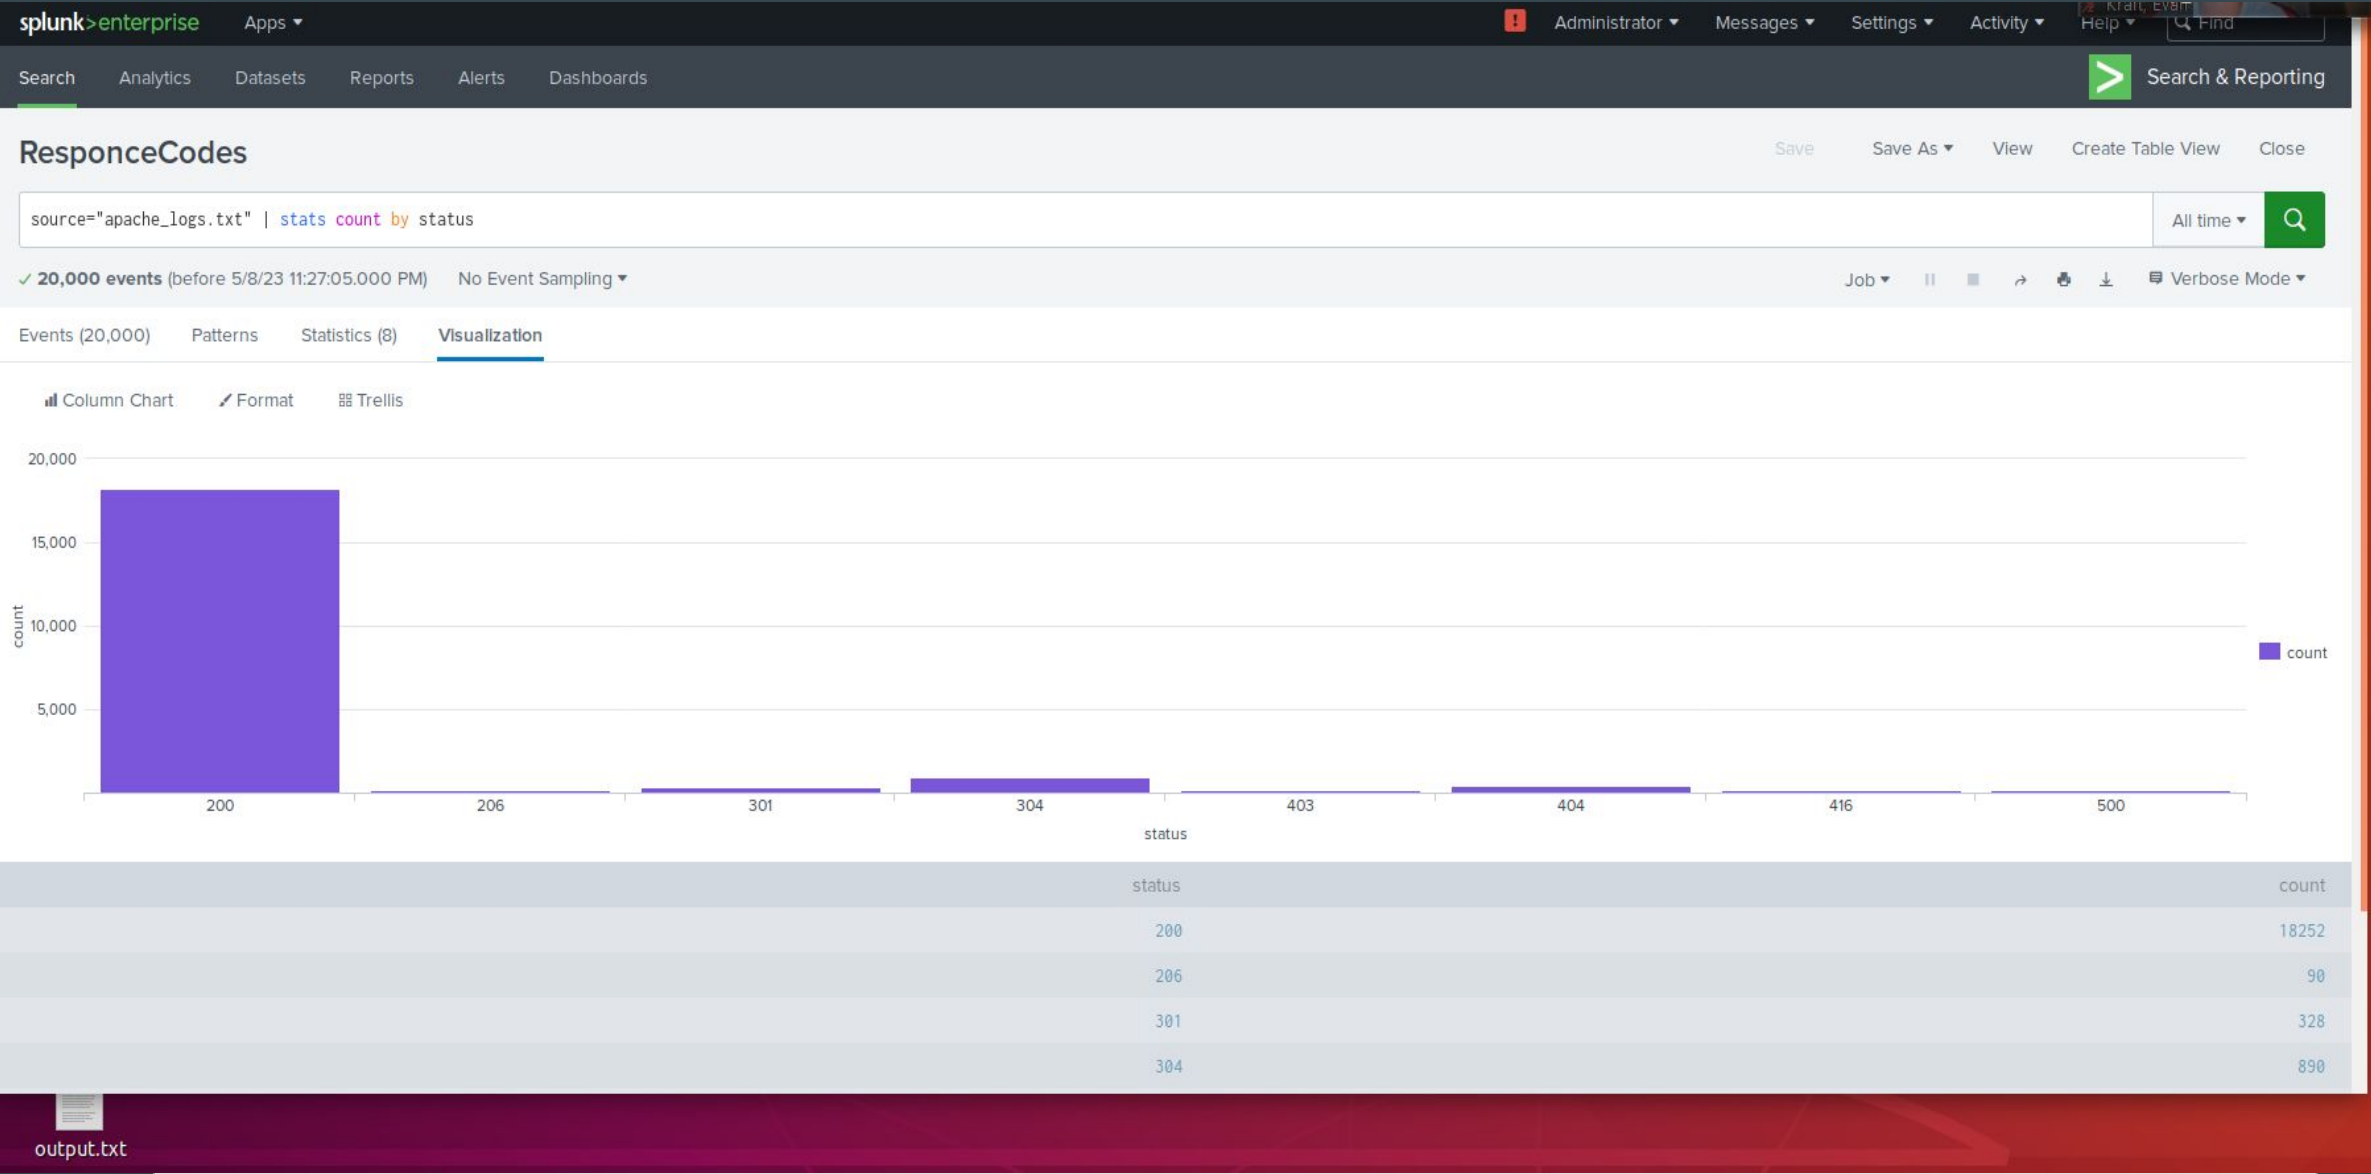 splunk>enterprise Apps Administrator Messages Settings Activity Help Find
Search Analytics Datasets Reports Alerts Dashboards Search & Reporting
ResponceCodes Save Save As View Create Table View Close
source="apache_logs.txt" | stats count by status All time
20,000 events (before 5/8/23 11:27:05.000 PM) No Event Sampling Job Verbose Mode
Events (20,000) Patterns Statistics (8) Visualization
Column Chart Format Trellis
20,000
15,000
10,000
5,000
count
count
200 206 301 304 403 404 416 500
status
status count
200 18252
206 90
301 328
304 890
output.txt